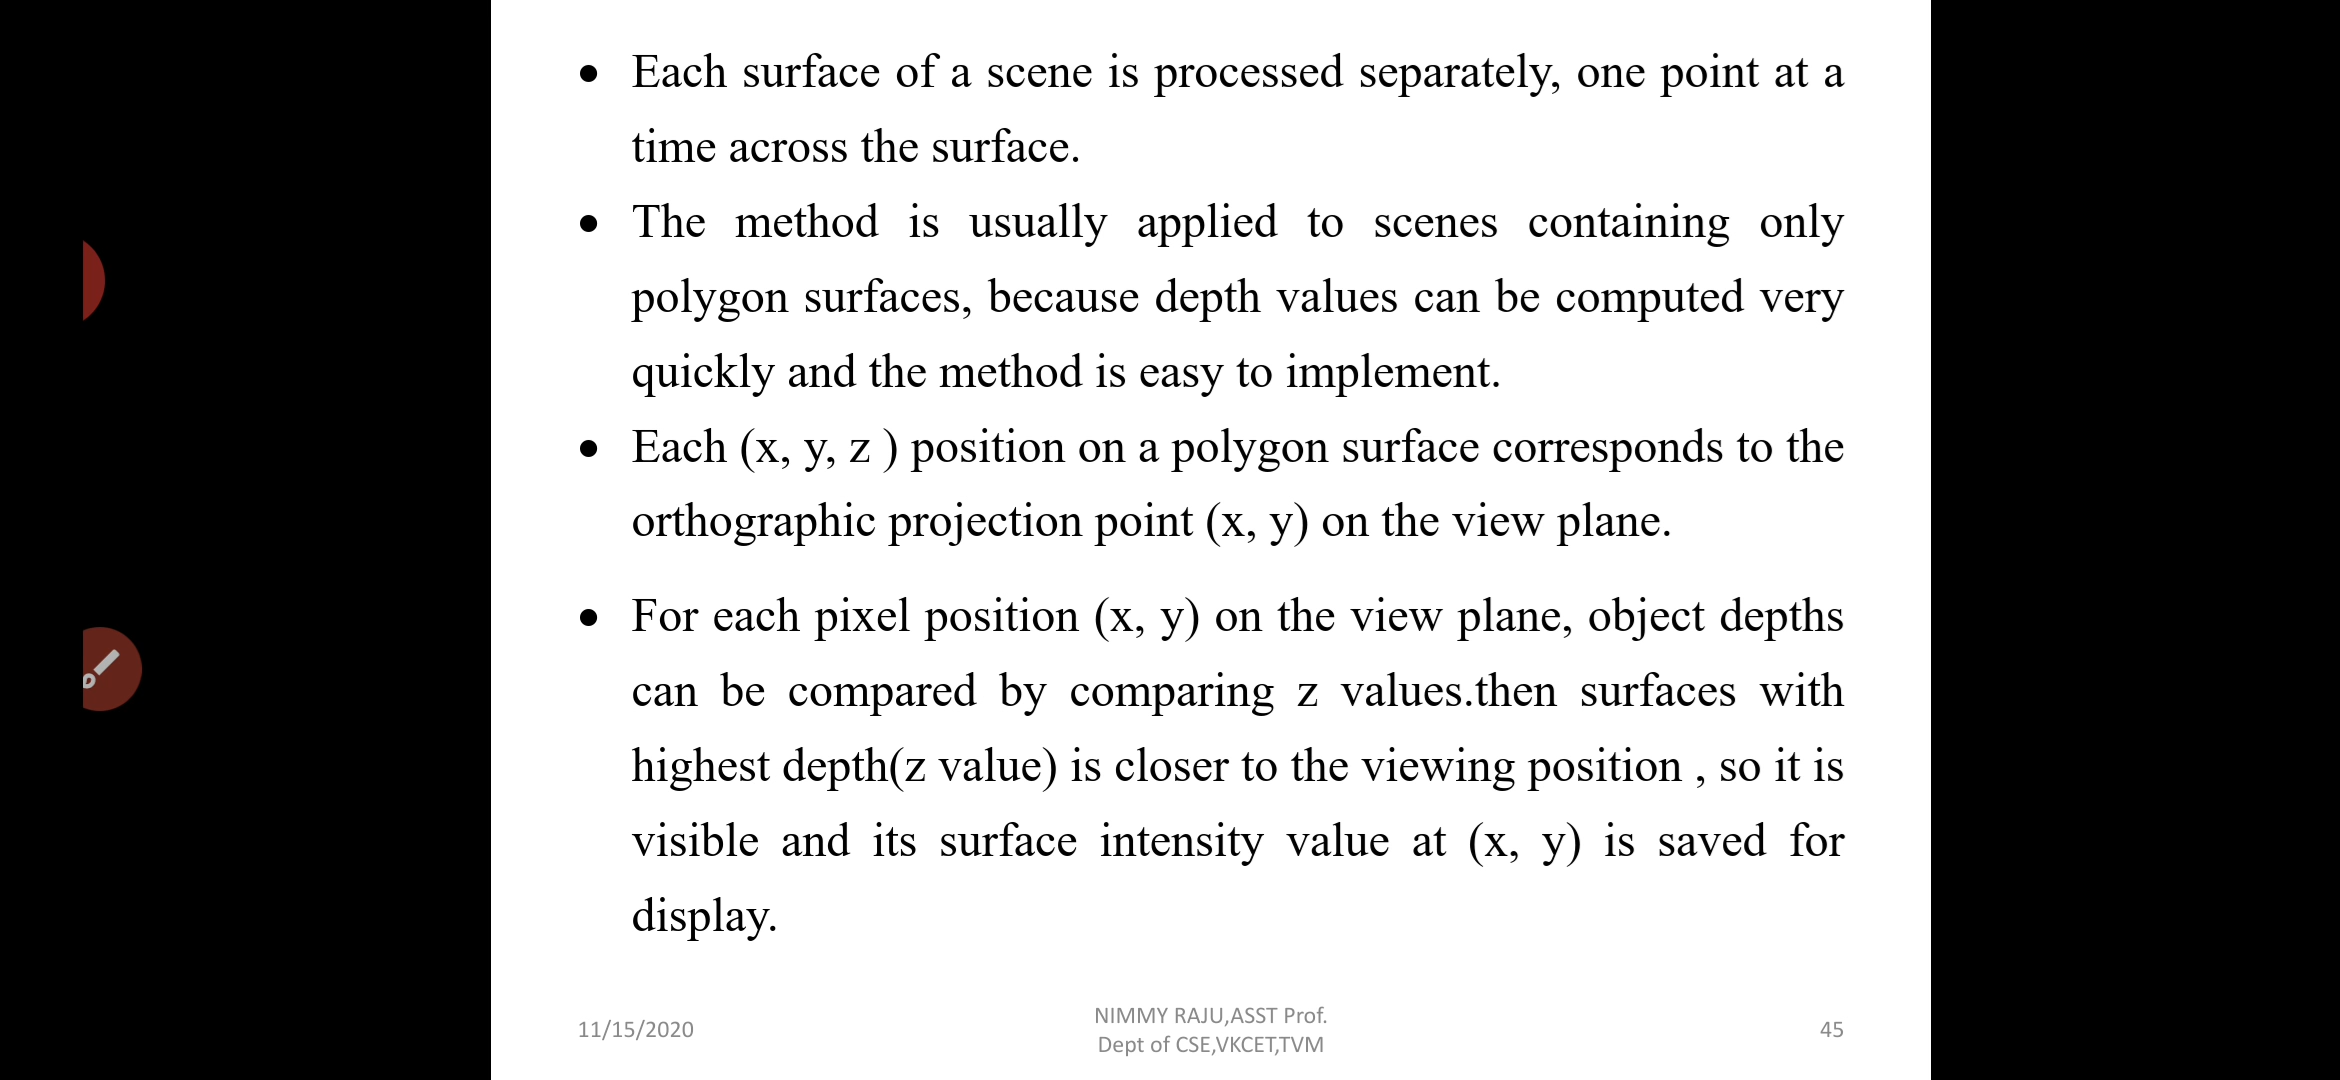 • Each surface of a scene is processed separately, one point at a
time across the surface.
• The method is usually applied to scenes containing only
polygon surfaces, because depth values can be computed very
quickly and the method is easy to implement.
• Each (x, y, z ) position on a polygon surface corresponds to the
orthographic projection point (x, y) on the view plane.
• For each pixel position (x, y) on the view plane, object depths
can be compared by comparing z values.then surfaces with
highest depth(z value) is closer to the viewing position , so it is
visible and its surface intensity value at (x, y) is saved for
display.
11/15/2020
NIMMY RAJU,ASST Prof.
Dept of CSE,VKCET,TVM
45